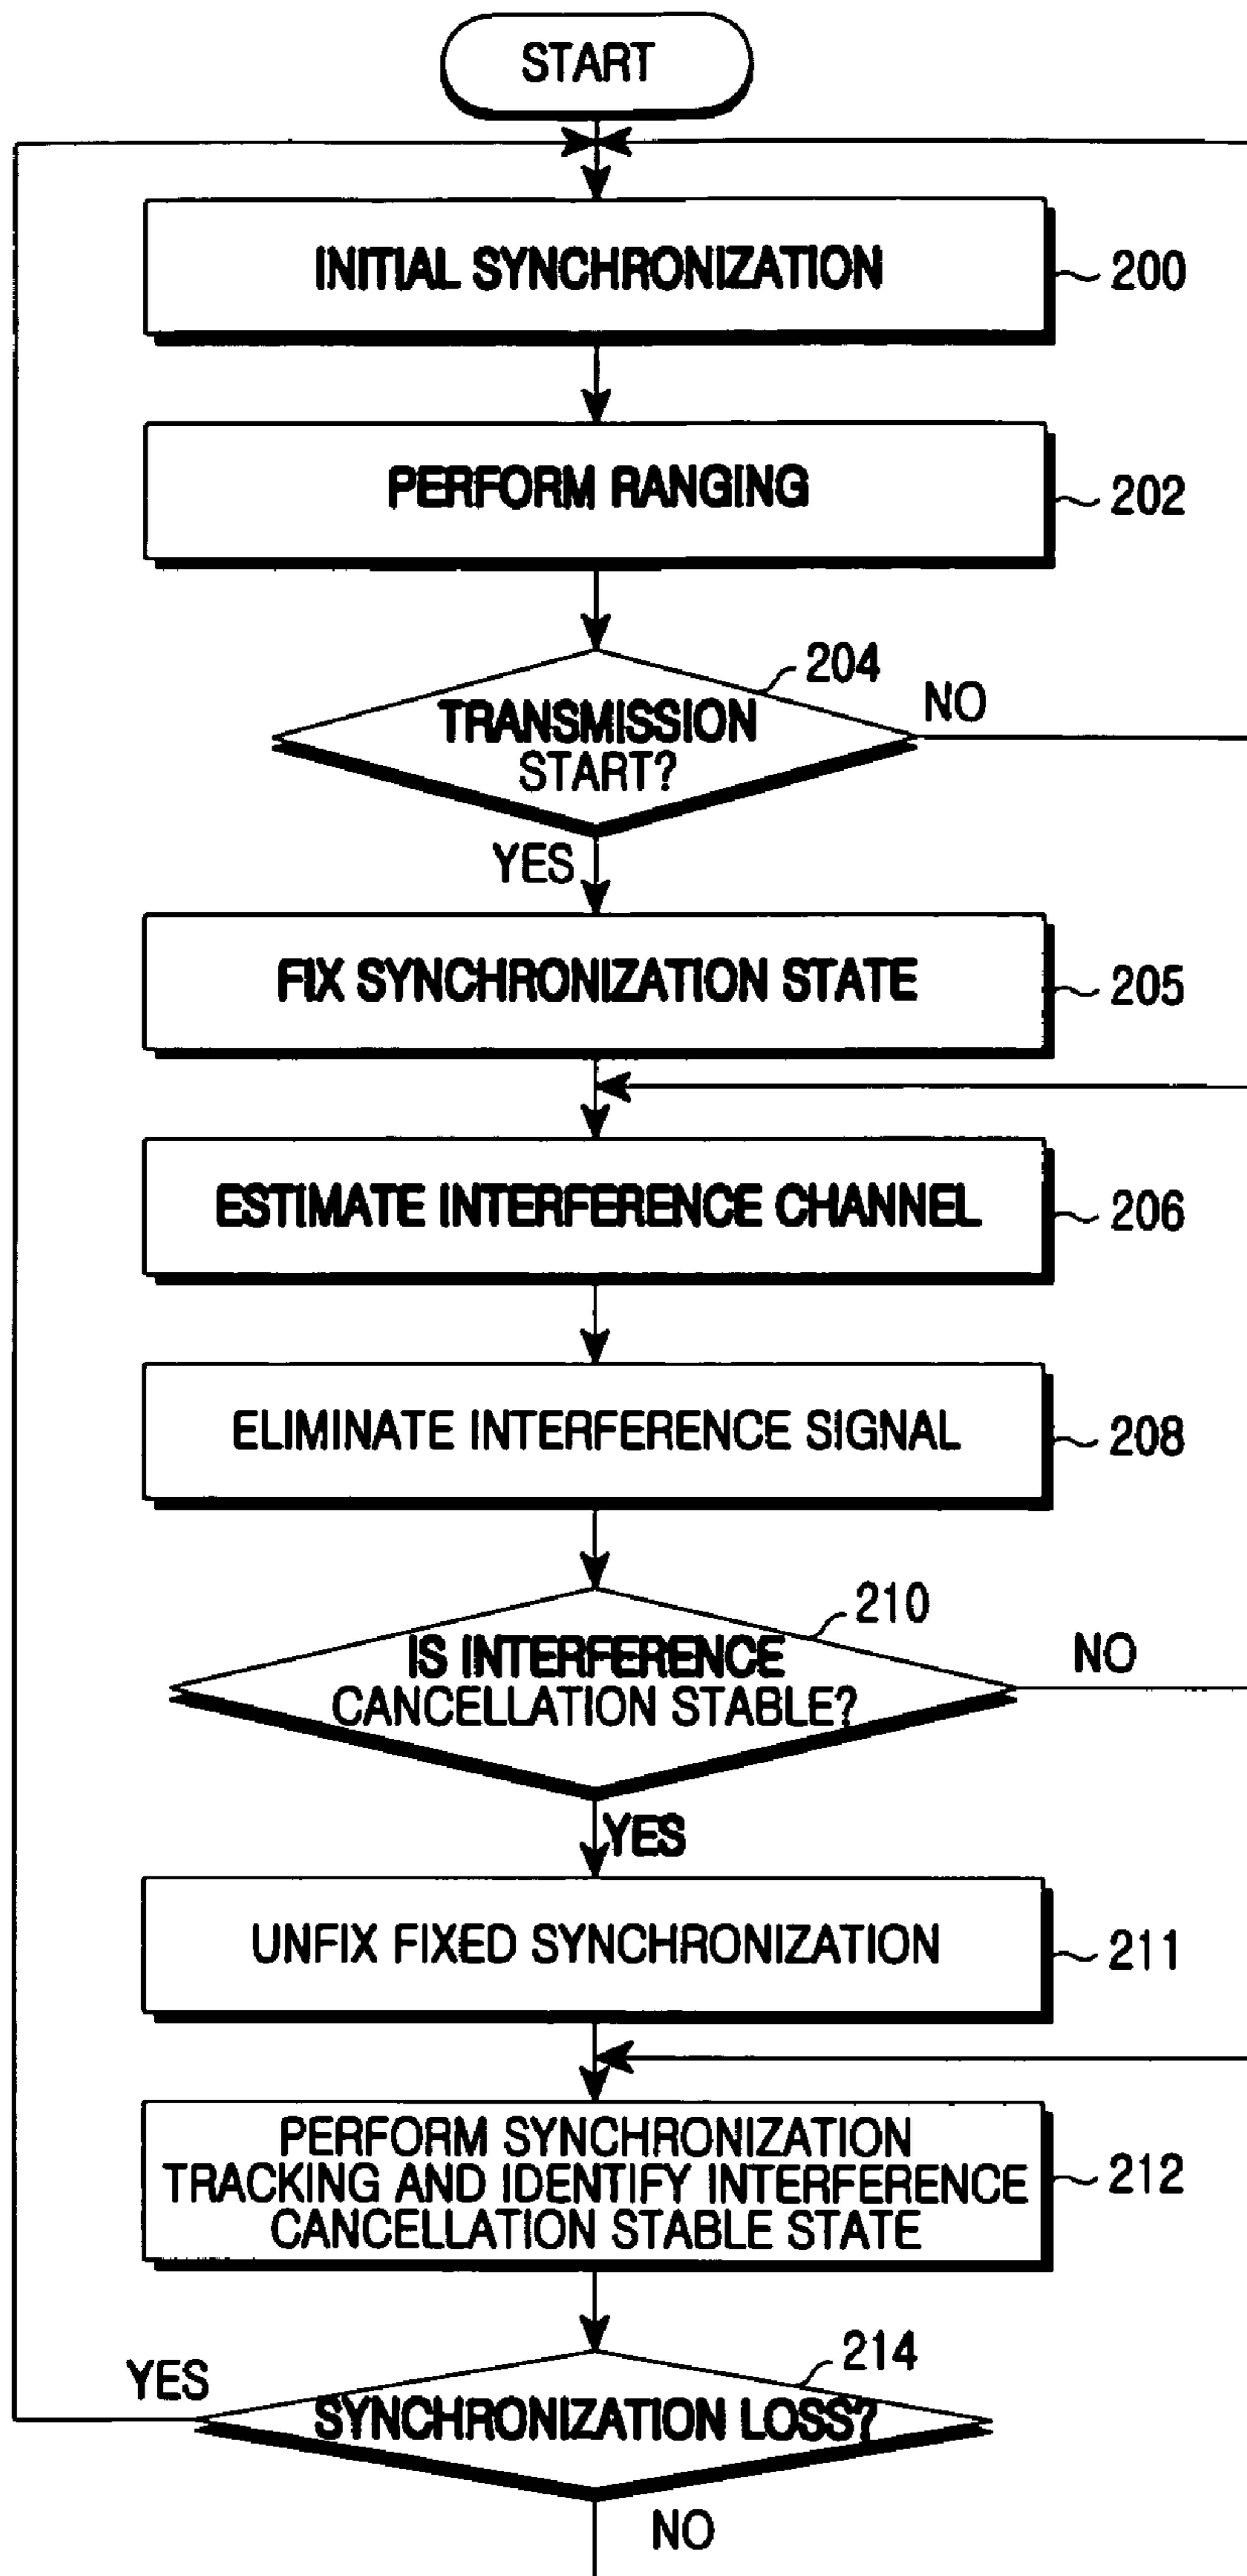 START
INITIAL SYNCHRONIZATION
200
PERFORM RANGING
202
204
TRANSMISSION
START?
NO
YES
FIX SYNCHRONIZATION STATE
205
ESTIMATE INTERFERENCE CHANNEL
206
ELIMINATE INTERFERENCE SIGNAL
208
210
IS INTERFERENCE
CANCELLATION STABLE?
NO
YES
UNFIX FIXED SYNCHRONIZATION
211
PERFORM SYNCHRONIZATION
TRACKING AND IDENTIFY INTERFERENCE
CANCELLATION STABLE STATE
212
214
YES
SYNCHRONIZATION LOSS?
NO